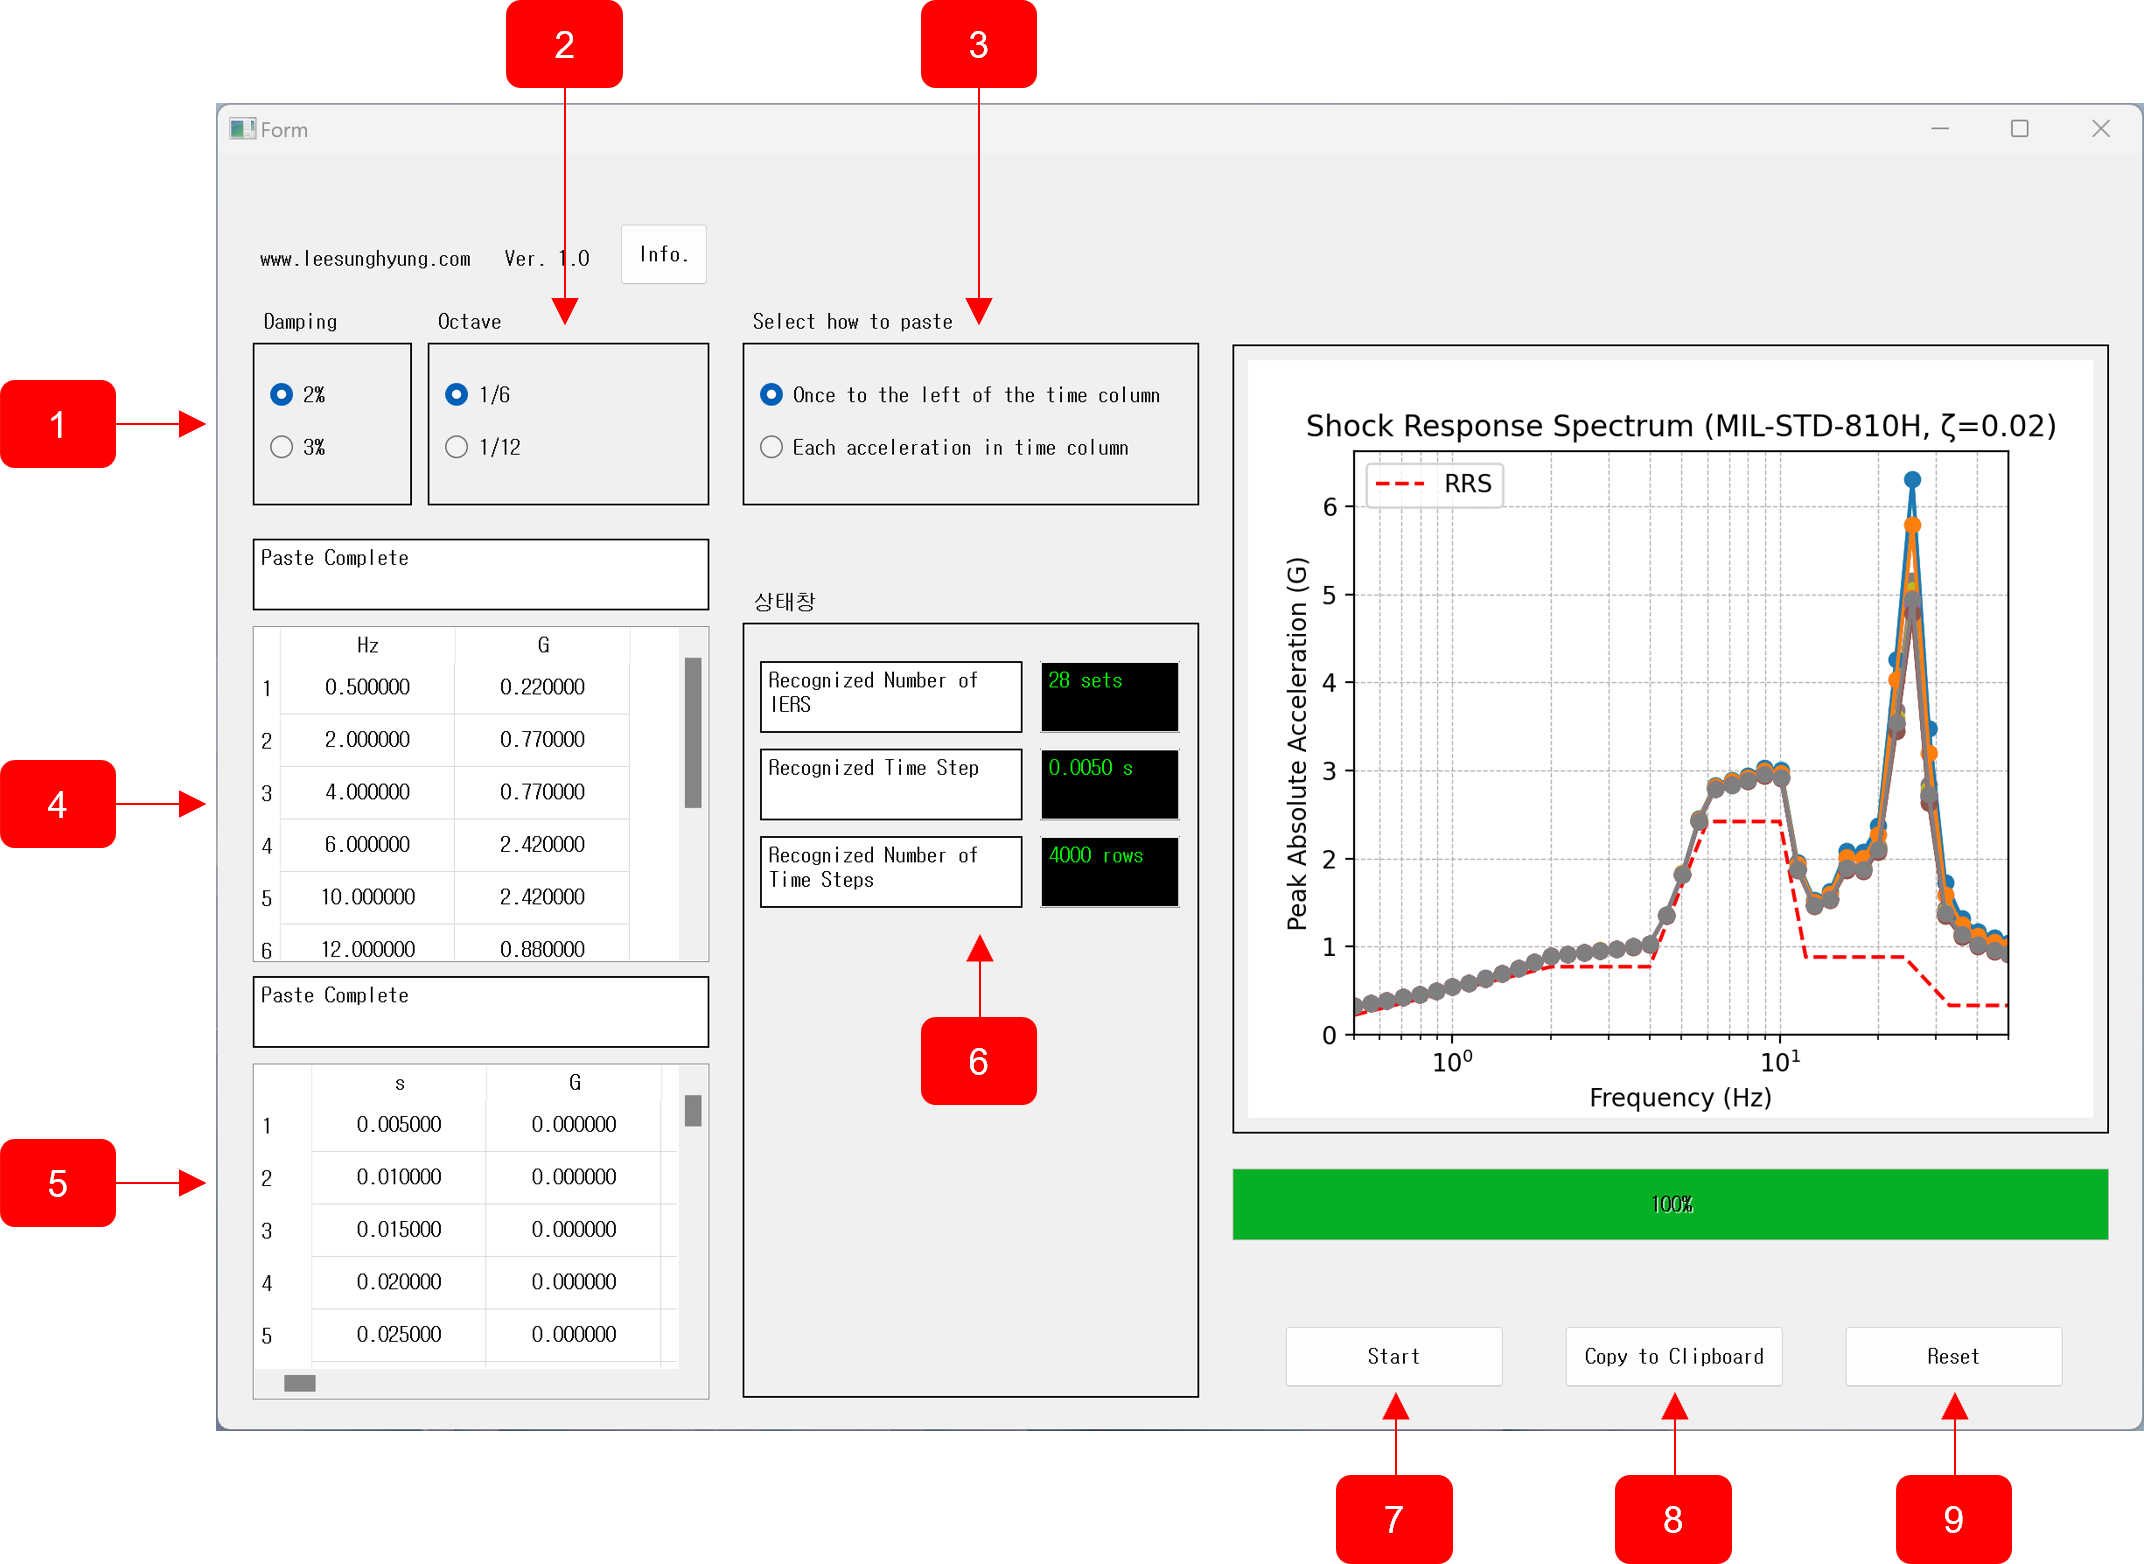 2
3
Form
www.leesunghyung.com Ver. 1.0 Info.
Damping
Octave
Select how to paste
1
2%
3%
1/6
1/12
Once to the left of the time column
Each acceleration in time column
Paste Complete
Hz G
1 0.500000 0.220000
2 2.000000 0.770000
3 4.000000 0.770000
4 6.000000 2.420000
5 10.000000 2.420000
6 12.000000 0.880000
4
Paste Complete
s G
1 0.005000 0.000000
2 0.010000 0.000000
3 0.015000 0.000000
4 0.020000 0.000000
5 0.025000 0.000000
5
상태창
Recognized Number of
IERS
28 sets
Recognized Time Step
0.0050 s
Recognized Number of
Time Steps
4000 rows
6
Shock Response Spectrum (MIL-STD-810H, ζ=0.02)
RRS
Peak Absolute Acceleration (G)
6
5
4
3
2
1
0
10⁰ 10¹
Frequency (Hz)
100%
Start
Copy to Clipboard
Reset
7
8
9